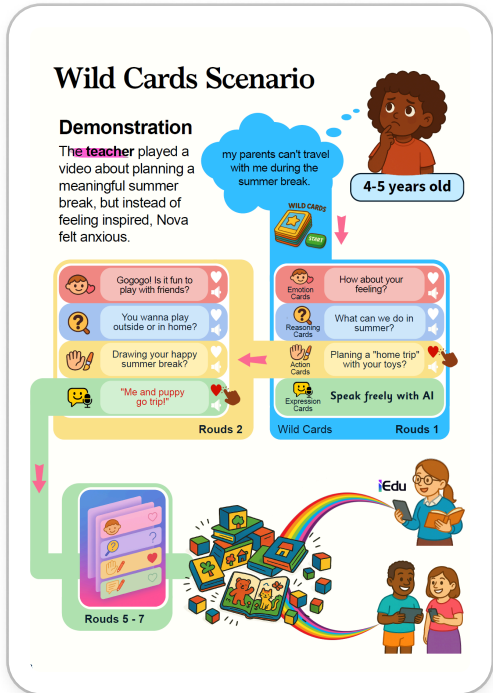 Wild Cards Scenario
Demonstration
The teacher played a
video about planning a
meaningful summer
break, but instead of
feeling inspired, Nova
felt anxious.
my parents can't travel
with me during the
summer break.
4-5 years old
WILD CARDS
START
Gogogo! Is it fun to
play with friends?
You wanna play
outside or in home?
Drawing your happy
summer break?
"Me and puppy
go trip!"
Rouds 2
Emotion
Cards
How about your
feeling?
Reasoning
Cards
What can we do in
summer?
Action
Cards
Planing a "home trip"
with your toys?
Expression
Cards
Speak freely with AI
Wild Cards
Rouds 1
Rouds 5 - 7
iEdu